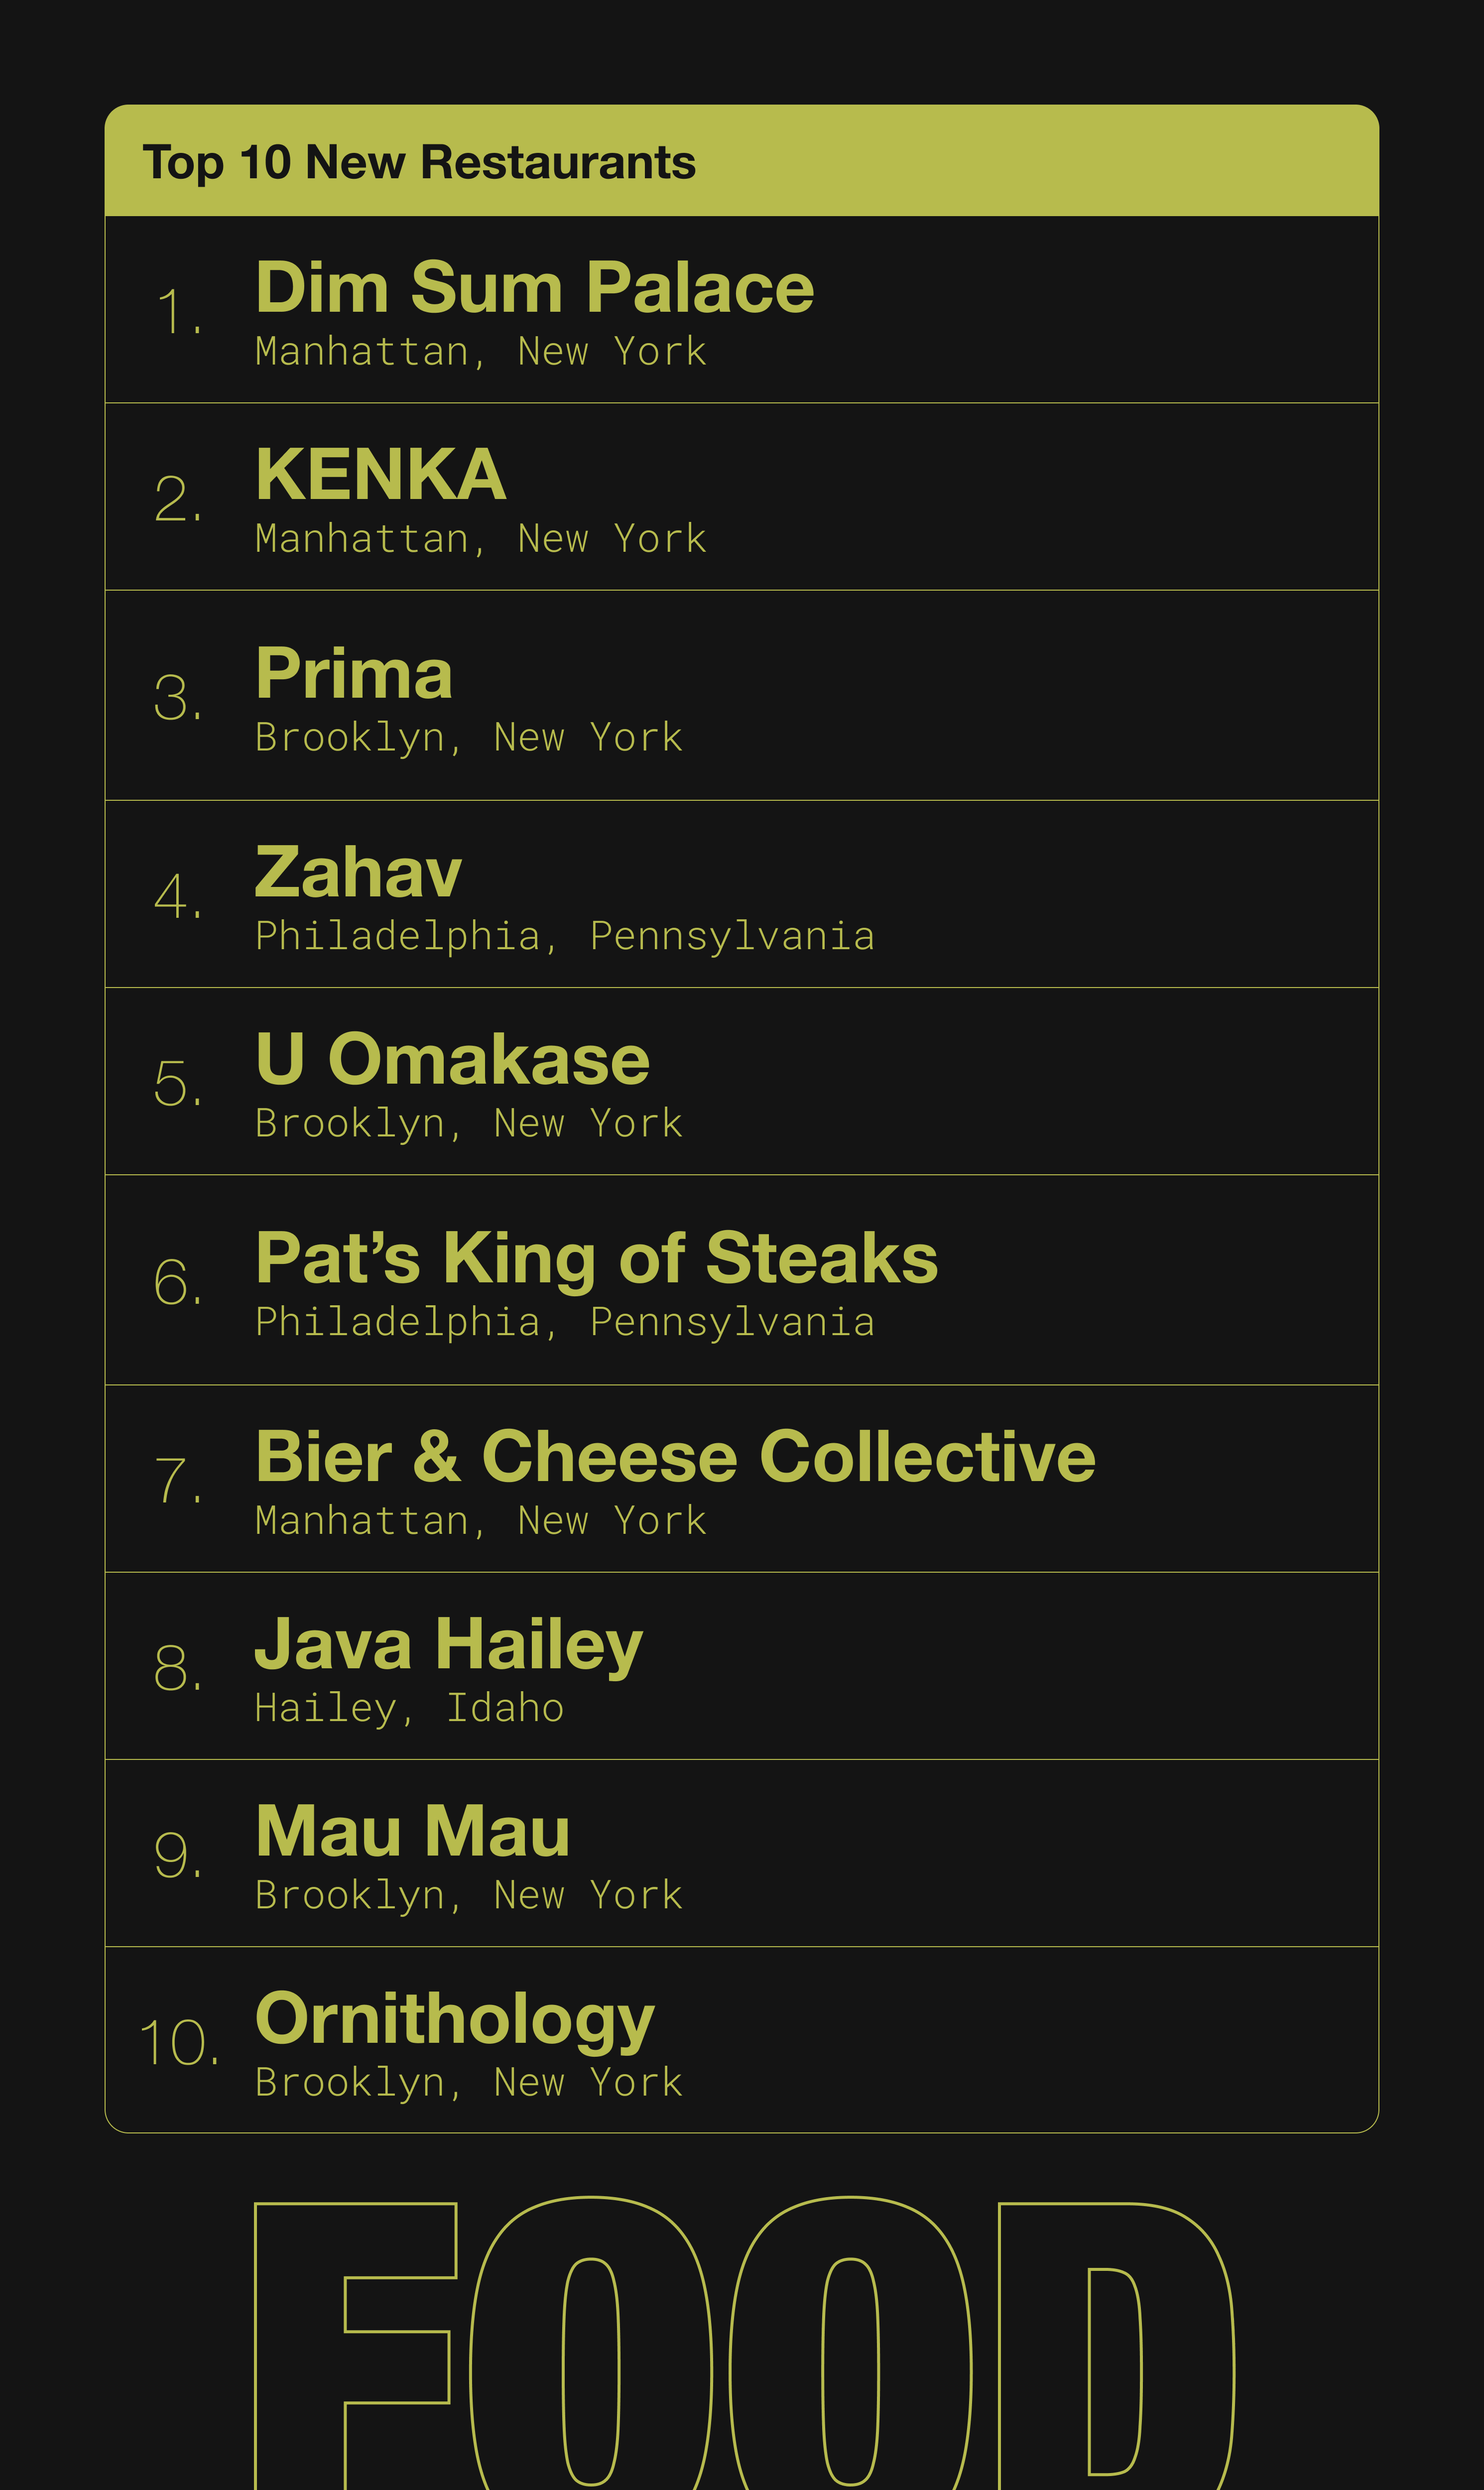 Top 10 New Restaurants
1.
Dim Sum Palace
Manhattan, New York
2.
KENKA
Manhattan, New York
3.
Prima
Brooklyn, New York
4.
Zahav
Philadelphia, Pennsylvania
5.
U Omakase
Brooklyn, New York
6.
Pat’s King of Steaks
Philadelphia, Pennsylvania
7.
Bier & Cheese Collective
Manhattan, New York
8.
Java Hailey
Hailey, Idaho
9.
Mau Mau
Brooklyn, New York
10.
Ornithology
Brooklyn, New York
FOOD